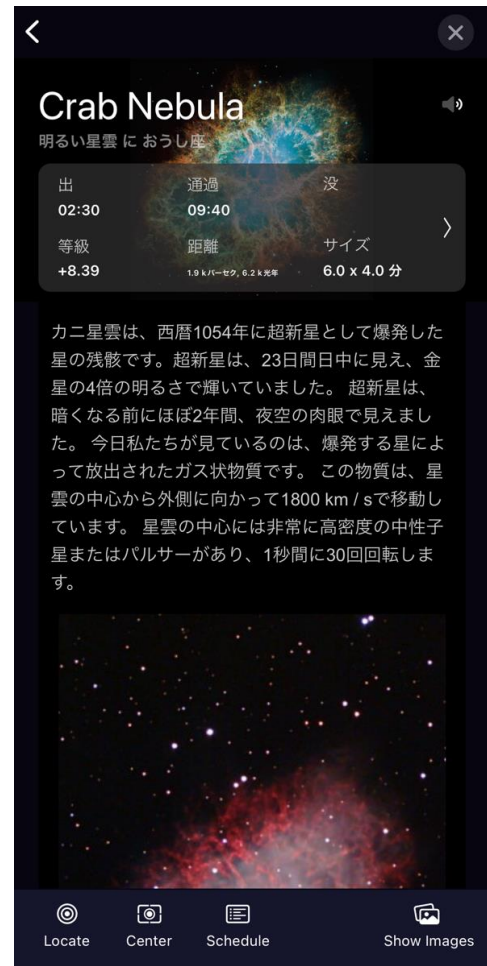 Crab Nebula
明るい星雲 に おうし座
出 通過 没
02:30 09:40
等級 距離 サイズ
+8.39 1.9 kパーセク, 6.2 k光年 6.0 x 4.0 分
カニ星雲は、西暦1054年に超新星として爆発した
星の残骸です。超新星は、23日間日中に見え、金
星の4倍の明るさで輝いていました。 超新星は、
暗くなる前にほぼ2年間、夜空の肉眼で見えまし
た。 今日私たちが見ているのは、爆発する星によ
って放出されたガス状物質です。 この物質は、星
雲の中心から外側に向かって1800 km / sで移動し
ています。 星雲の中心には非常に高密度の中性子
星またはパルサーがあり、1秒間に30回回転しま
す。
Locate Center Schedule Show Images